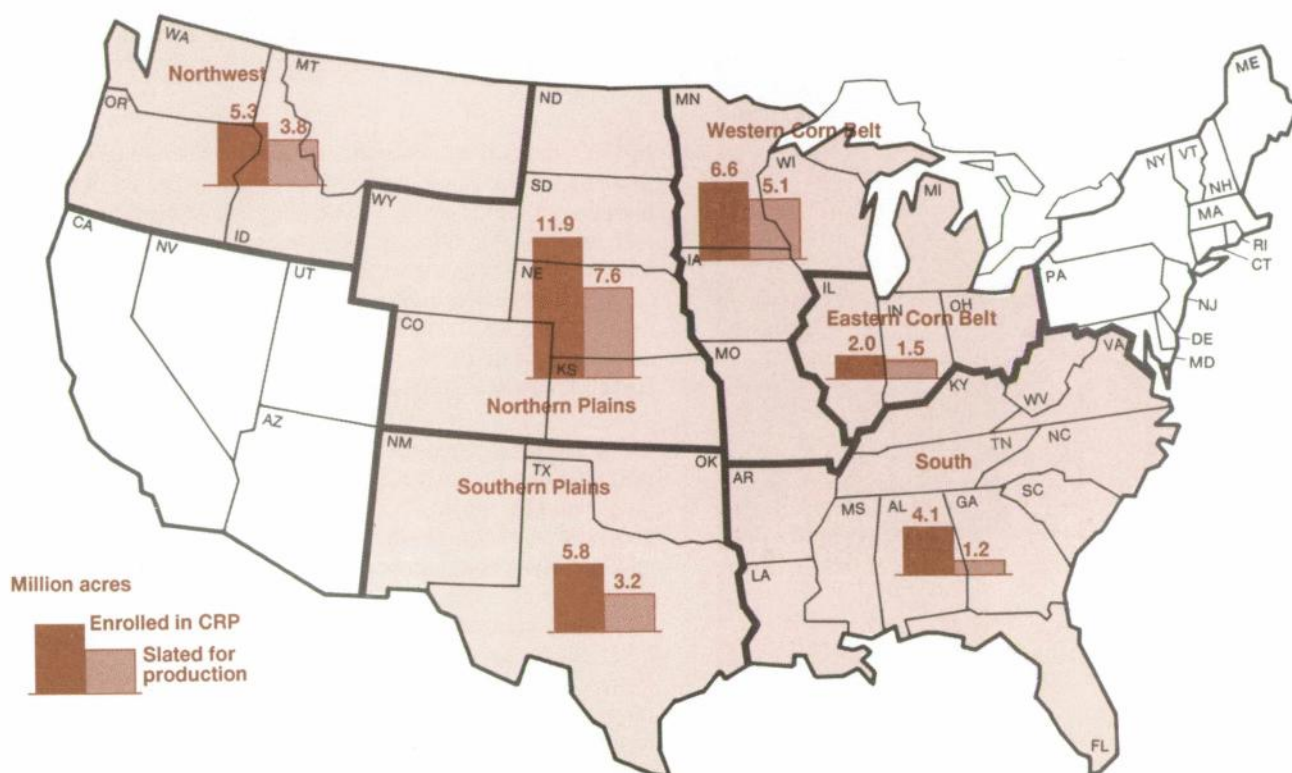 WA
MT
Northwest
OR
5.3
3.8
ID
ND
MN
Western Corn Belt
WI
6.6
5.1
SD
WY
11.9
NE
7.6
IA
MI
ME
NY
VT
NH
MA
RI
CT
PA
NJ
DE
MD
CA
NV
UT
CO
KS
Northern Plains
MO
IL
IN
OH
Eastern Corn Belt
2.0
1.5
VA
KY
WV
AZ
NM
OK
TX
Southern Plains
5.8
3.2
AR
TN
NC
South
SC
MS
AL
GA
4.1
1.2
LA
FL
Million acres
Enrolled in CRP
Slated for
production